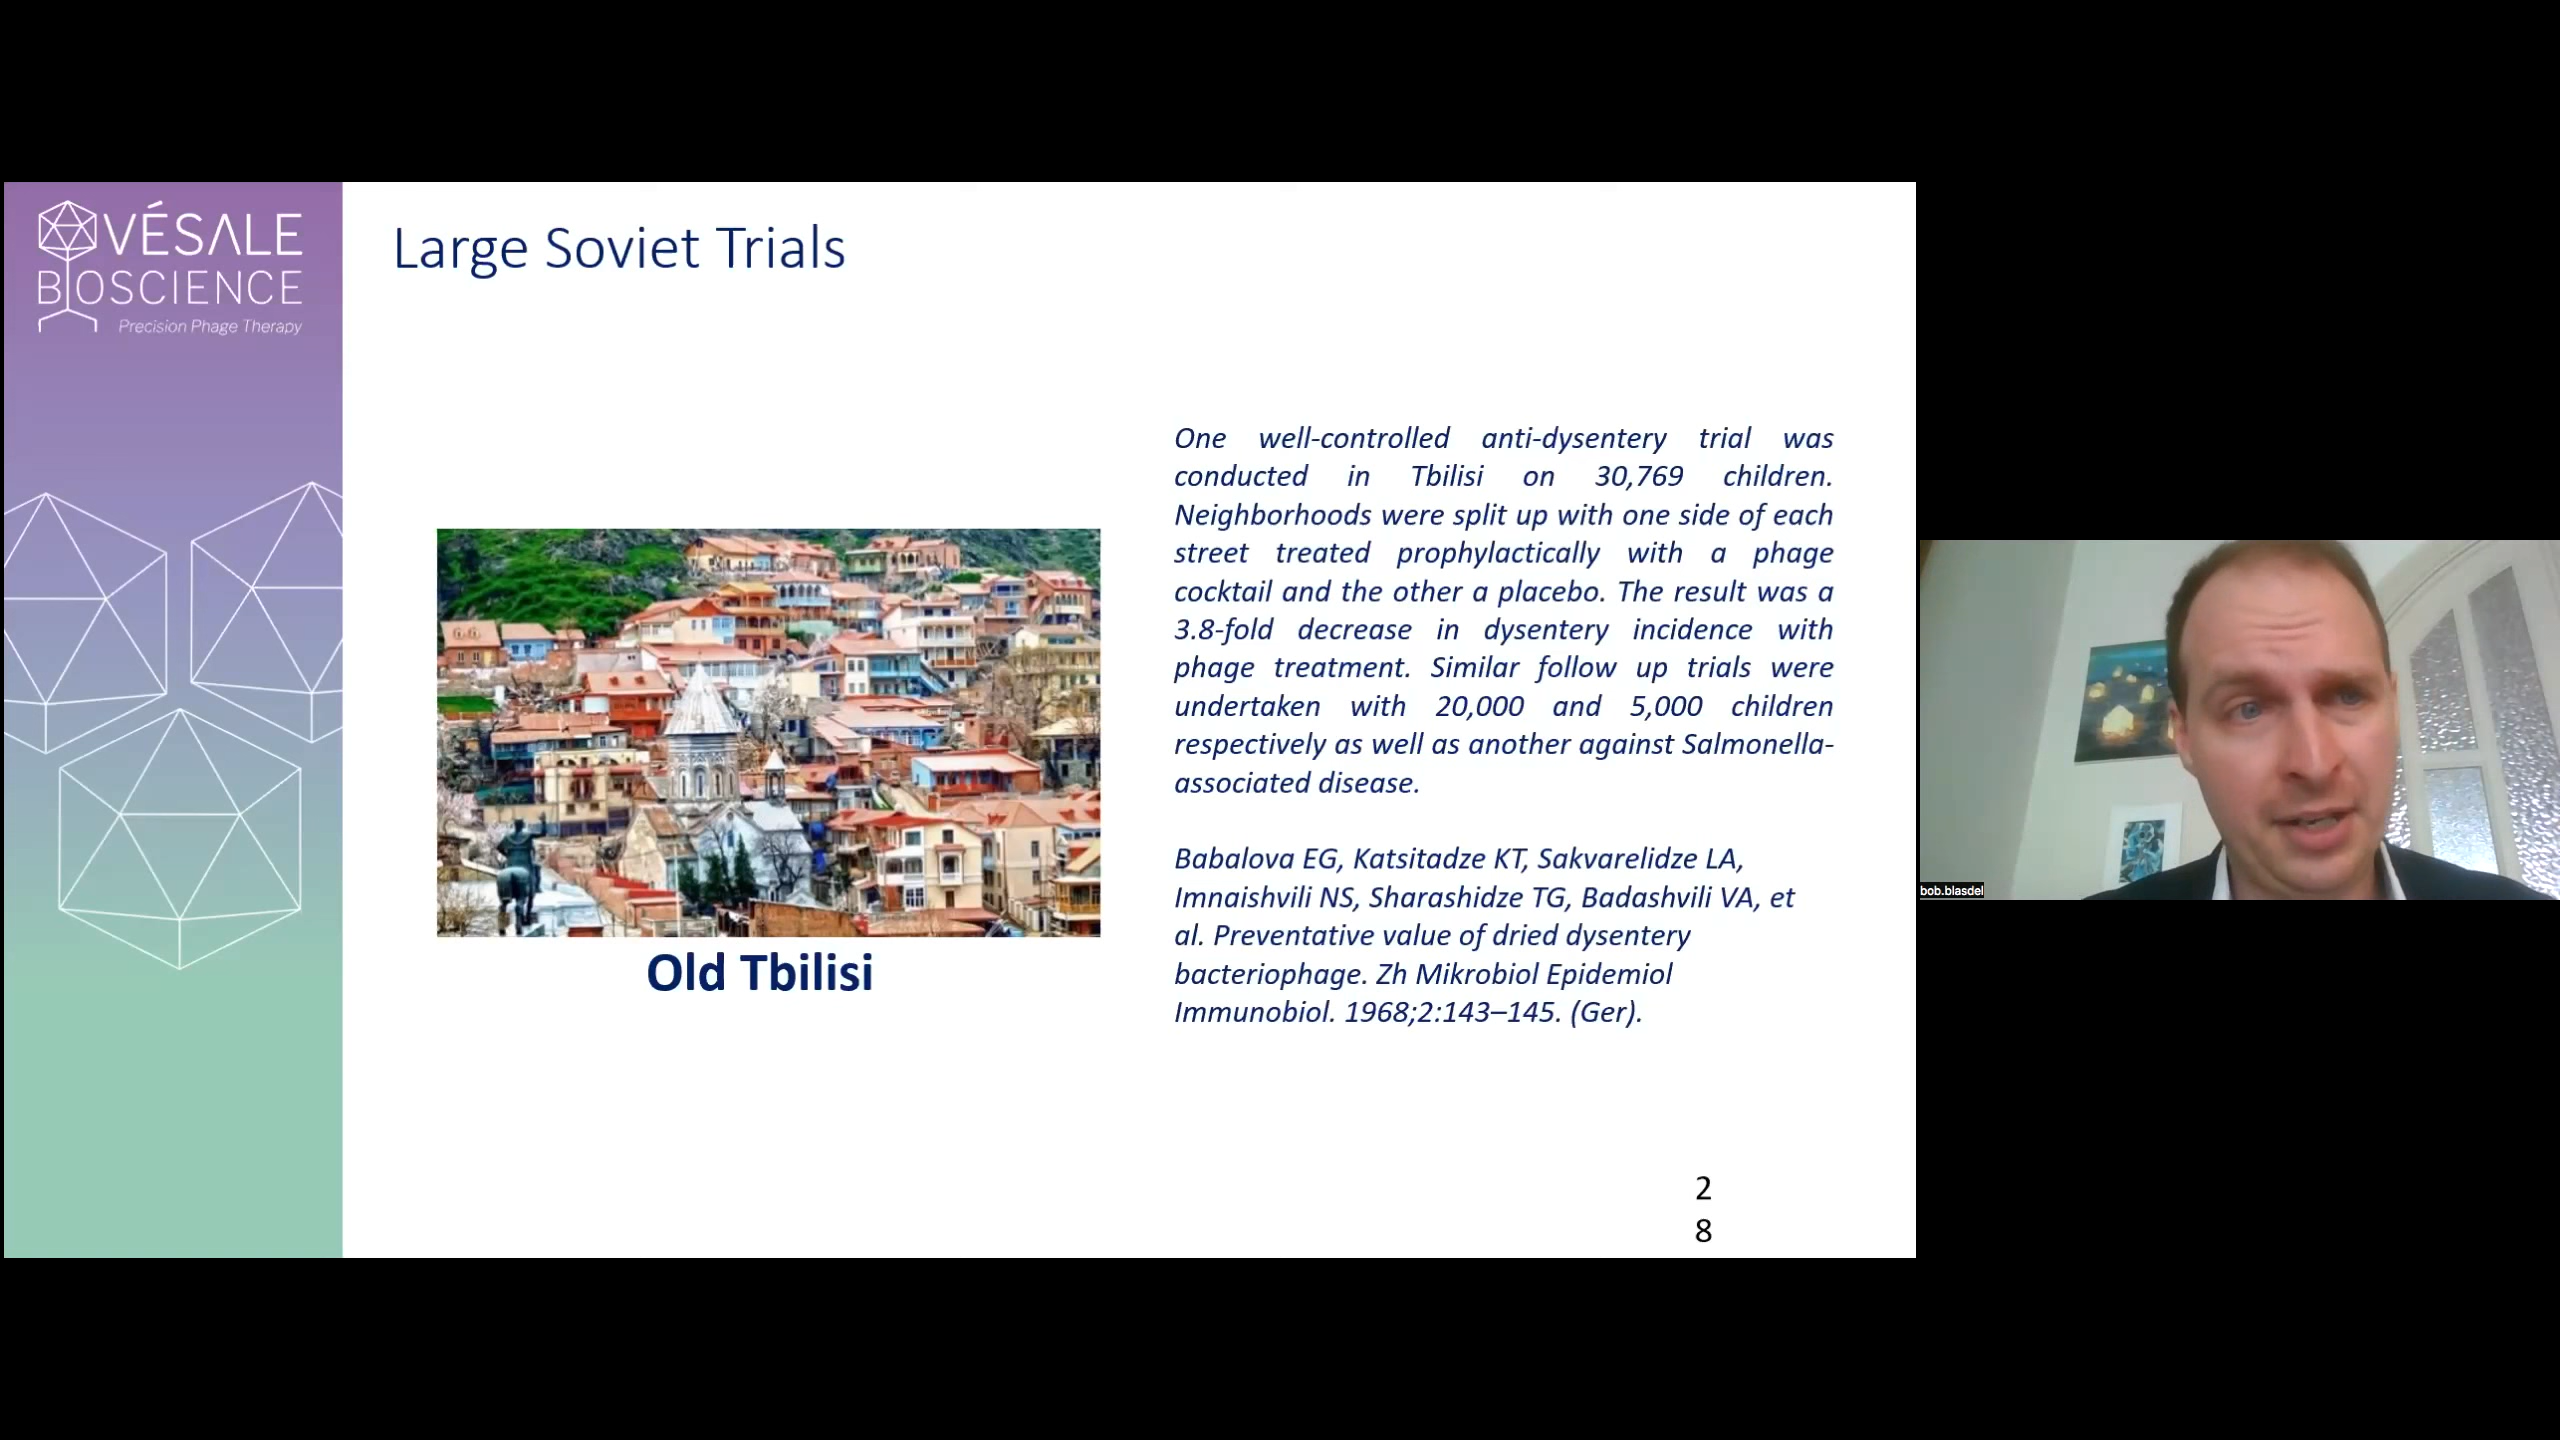 VÉSALE
BIOSCIENCE
Precision Phage Therapy
Large Soviet Trials
One well-controlled anti-dysentery trial was
conducted in Tbilisi on 30,769 children.
Neighborhoods were split up with one side of each
street treated prophylactically with a phage
cocktail and the other a placebo. The result was a
3.8-fold decrease in dysentery incidence with
phage treatment. Similar follow up trials were
undertaken with 20,000 and 5,000 children
respectively as well as another against Salmonella-
associated disease.
Babalova EG, Katsitadze KT, Sakvarelidze LA,
Imnaishvili NS, Sharashidze TG, Badashvili VA, et
al. Preventative value of dried dysentery
bacteriophage. Zh Mikrobiol Epidemiol
Immunobiol. 1968;2:143–145. (Ger).
Old Tbilisi
2
8
bob.blasdel